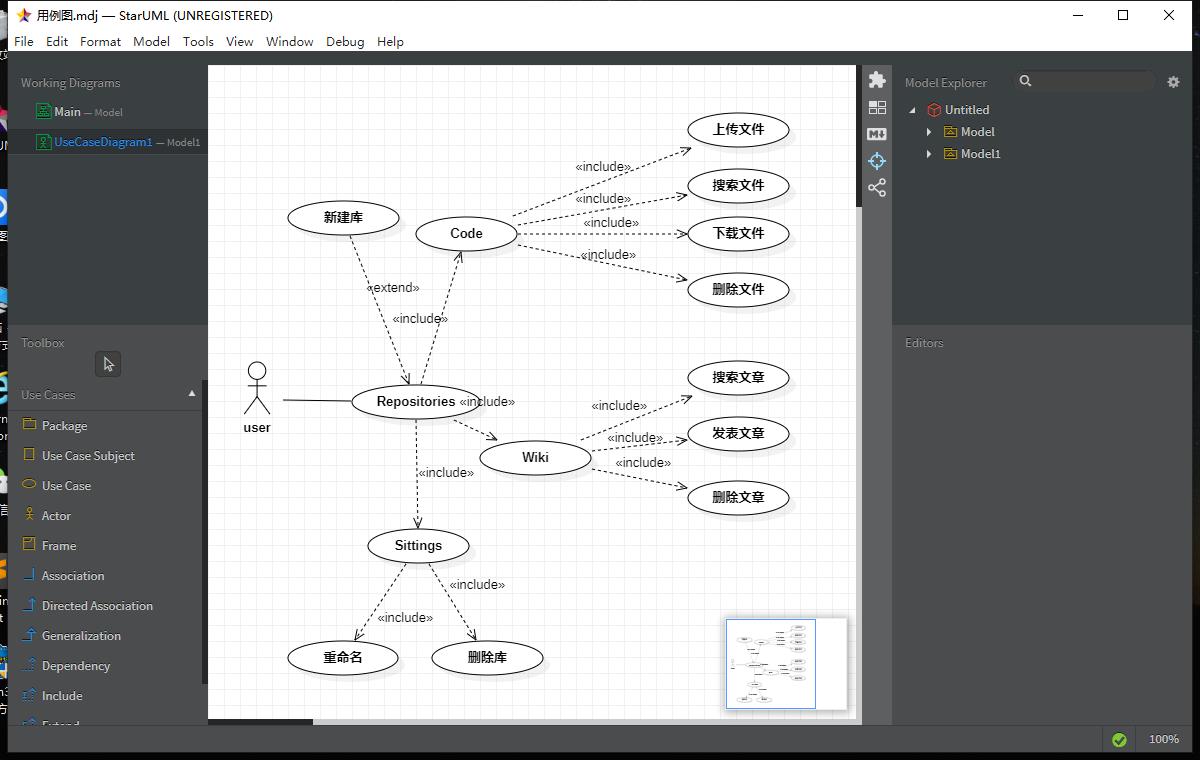 用例图.mdj — StarUML (UNREGISTERED)
File Edit Format Model Tools View Window Debug Help
Working Diagrams
Main — Model
UseCaseDiagram1 — Model1
Toolbox
Use Cases
Package
Use Case Subject
Use Case
Actor
Frame
Association
Directed Association
Generalization
Dependency
Include
上传文件
«include»
搜索文件
«include»
新建库
Code
«include»
下载文件
«include»
删除文件
«extend»
«include»
user
Repositories
«include»
搜索文章
«include»
«include»
发表文章
Wiki
«include»
«include»
删除文章
Sittings
«include»
«include»
重命名
删除库
Model Explorer
Untitled
Model
Model1
Editors
100%